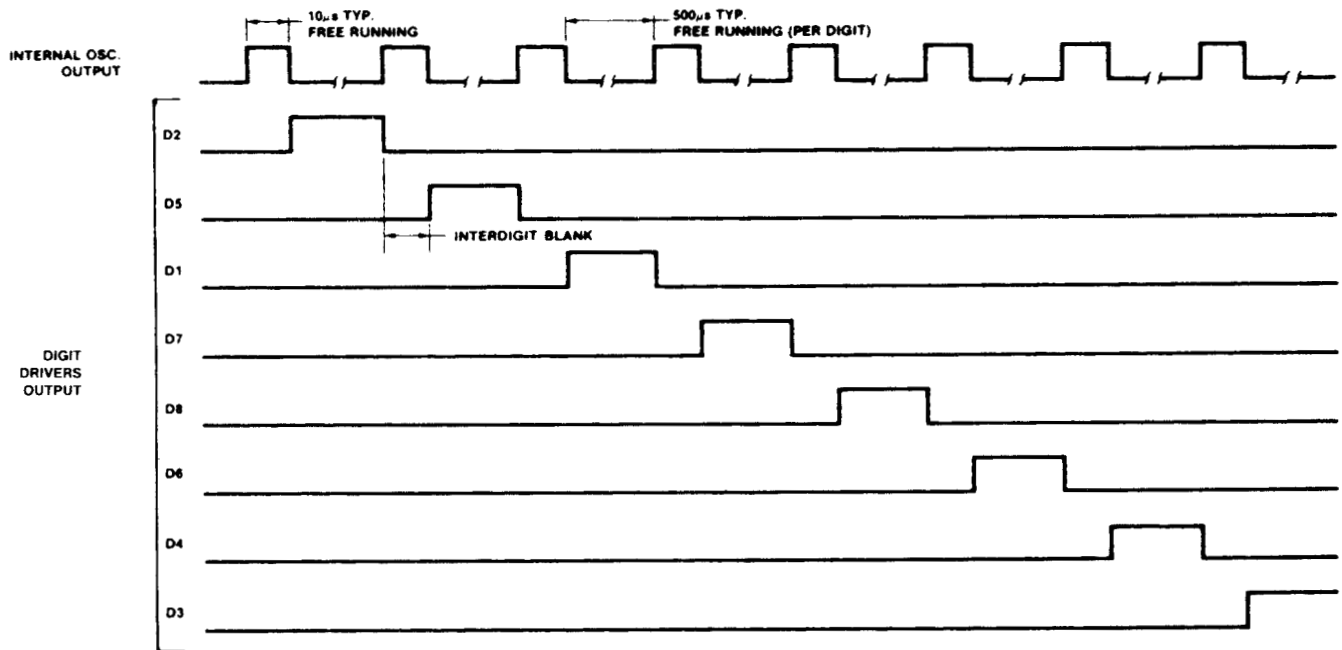 10µs TYP.
FREE RUNNING
500µs TYP.
FREE RUNNING (PER DIGIT)
INTERNAL OSC.
OUTPUT
D2
D5
INTERDIGIT BLANK
D1
D7
DIGIT
DRIVERS
OUTPUT
D8
D6
D4
D3